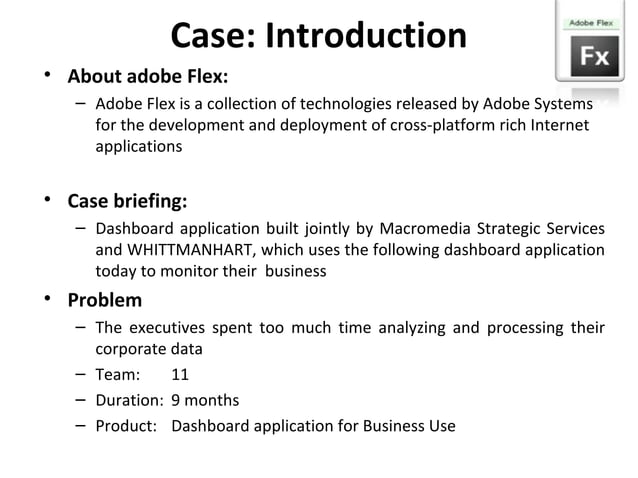 Case: Introduction
Adobe Flex
Fx
• About adobe Flex:
– Adobe Flex is a collection of technologies released by Adobe Systems
for the development and deployment of cross-platform rich Internet
applications
• Case briefing:
– Dashboard application built jointly by Macromedia Strategic Services
and WHITTMANHART, which uses the following dashboard application
today to monitor their business
• Problem
– The executives spent too much time analyzing and processing their
corporate data
– Team: 11
– Duration: 9 months
– Product: Dashboard application for Business Use